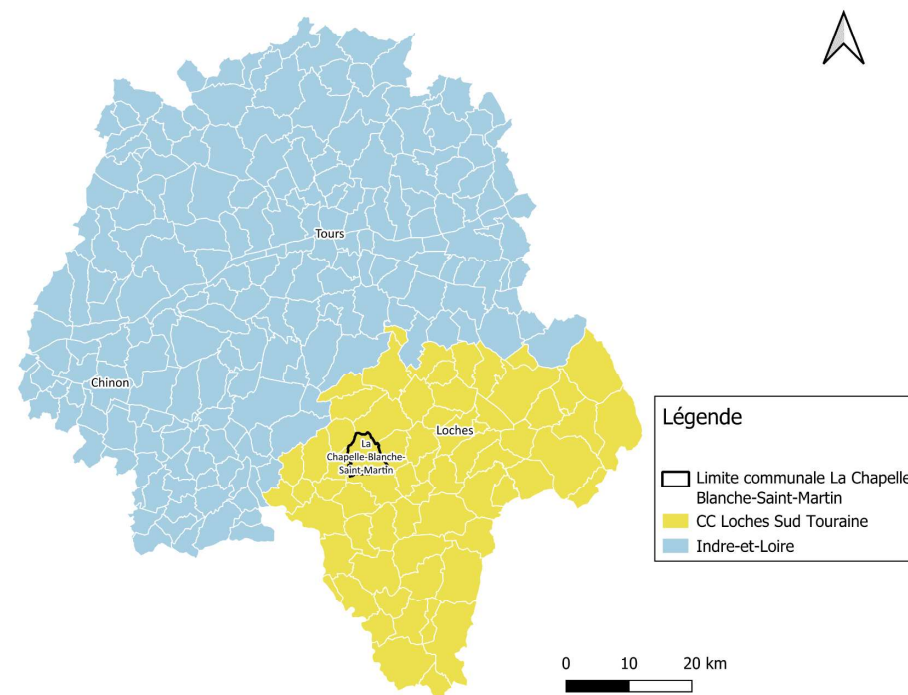 Tours
Chinon
Loches
La
Chapelle-Blanche-
Saint-Martin
Légende
Limite communale La Chapelle
Blanche-Saint-Martin
CC Loches Sud Touraine
Indre-et-Loire
0 10 20 km